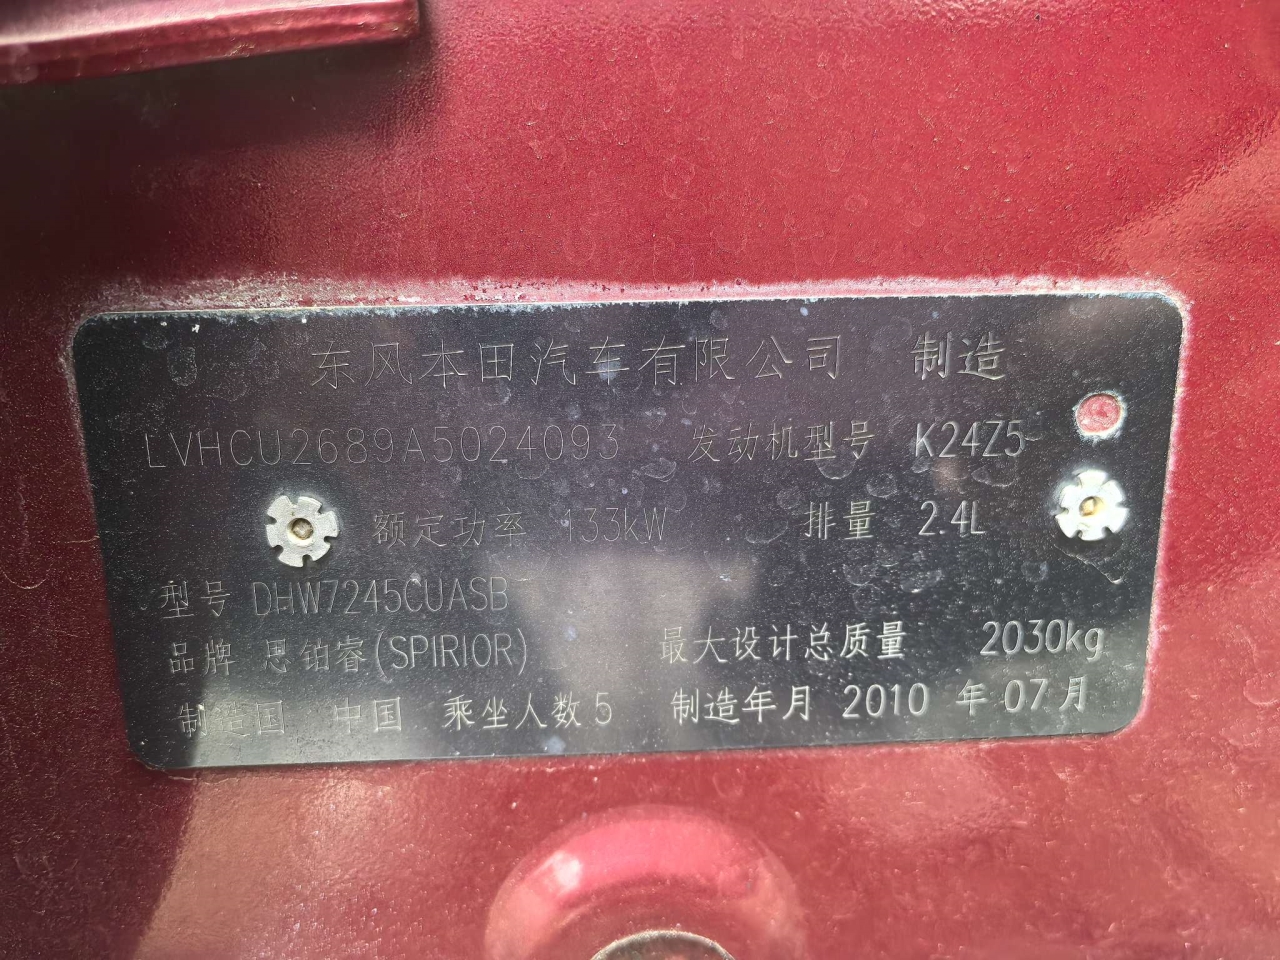 东风本田汽车有限公司 制造
LVHCU2689A5024093 发动机型号 K24Z5
额定功率 133kW 排量 2.4L
型号 DHW7245CUASB
品牌 思铂睿(SPIRIOR) 最大设计总质量 2030kg
制造国 中国 乘坐人数 5 制造年月 2010 年 07 月